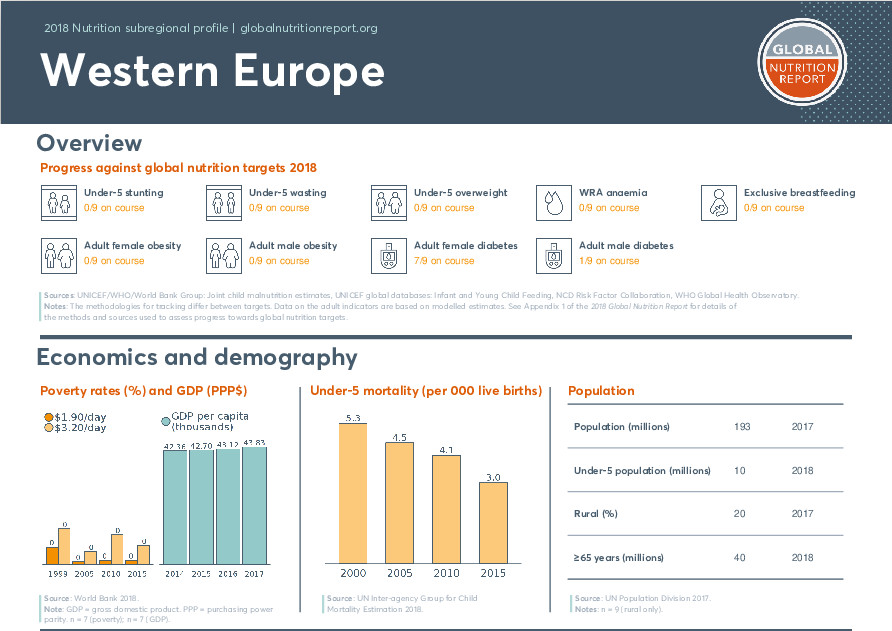 2018 Nutrition subregional profile | globalnutritionreport.org
Western Europe
GLOBAL
NUTRITION
REPORT
Overview
Progress against global nutrition targets 2018
Under-5 stunting
0/9 on course
Under-5 wasting
0/9 on course
Under-5 overweight
0/9 on course
WRA anaemia
0/9 on course
Exclusive breastfeeding
0/9 on course
Adult female obesity
0/9 on course
Adult male obesity
0/9 on course
Adult female diabetes
7/9 on course
Adult male diabetes
1/9 on course
Sources: UNICEF/WHO/World Bank Group: Joint child malnutrition estimates, UNICEF global databases: Infant and Young Child Feeding, NCD Risk Factor Collaboration, WHO Global Health Observatory.
Notes: The methodologies for tracking differ between targets. Data on the adult indicators are based on modelled estimates. See Appendix 1 of the 2018 Global Nutrition Report for details of
the methods and sources used to assess progress towards global nutrition targets.
Economics and demography
Poverty rates (%) and GDP (PPP$)
$1.90/day
$3.20/day
GDP per capita
(thousands)
0 0 0 0 0 0 0 0
42.36 42.70 43.12 43.83
1999 2005 2010 2015
2014 2015 2016 2017
Source: World Bank 2018.
Note: GDP = gross domestic product. PPP = purchasing power
parity. n = 7 (poverty); n = 7 (GDP).
Under-5 mortality (per 000 live births)
5.3
4.5
4.1
3.0
2000 2005 2010 2015
Source: UN Inter-agency Group for Child
Mortality Estimation 2018.
Population
Population (millions) 193 2017
Under-5 population (millions) 10 2018
Rural (%) 20 2017
≥65 years (millions) 40 2018
Source: UN Population Division 2017.
Notes: n = 9 (rural only).